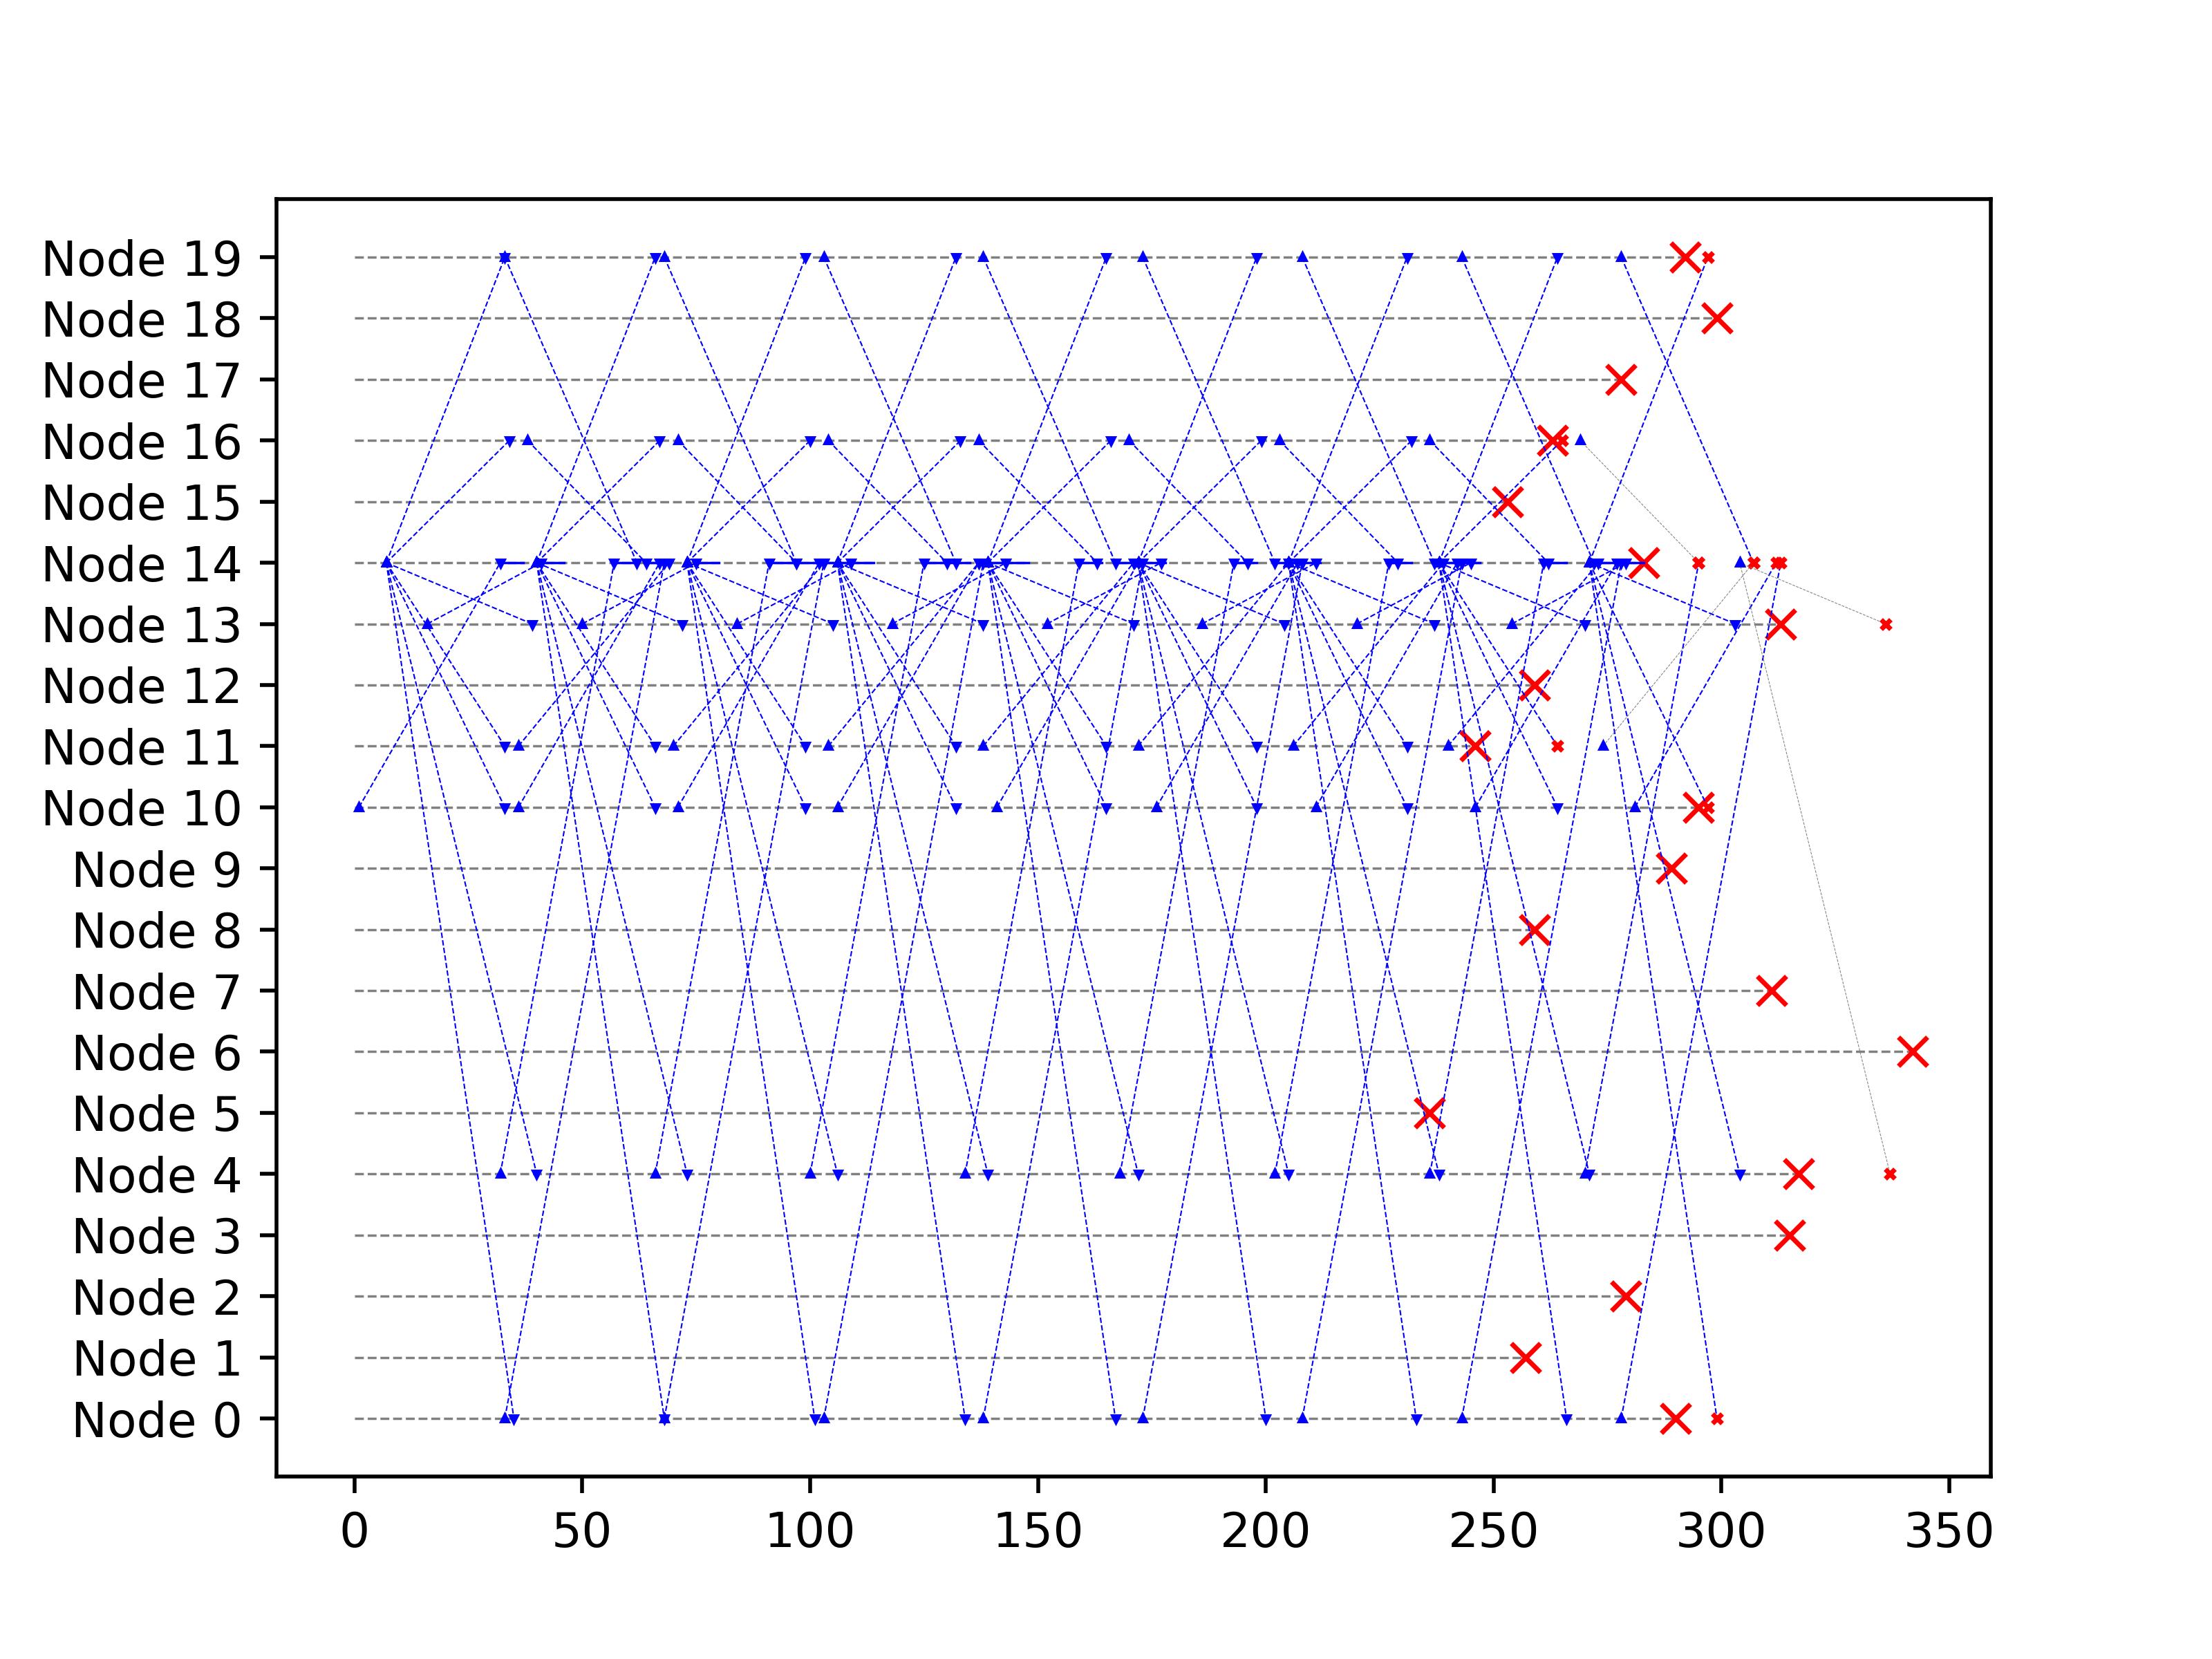 Node 19
Node 18
Node 17
Node 16
Node 15
Node 14
Node 13
Node 12
Node 11
Node 10
Node 9
Node 8
Node 7
Node 6
Node 5
Node 4
Node 3
Node 2
Node 1
Node 0
0 50 100 150 200 250 300 350